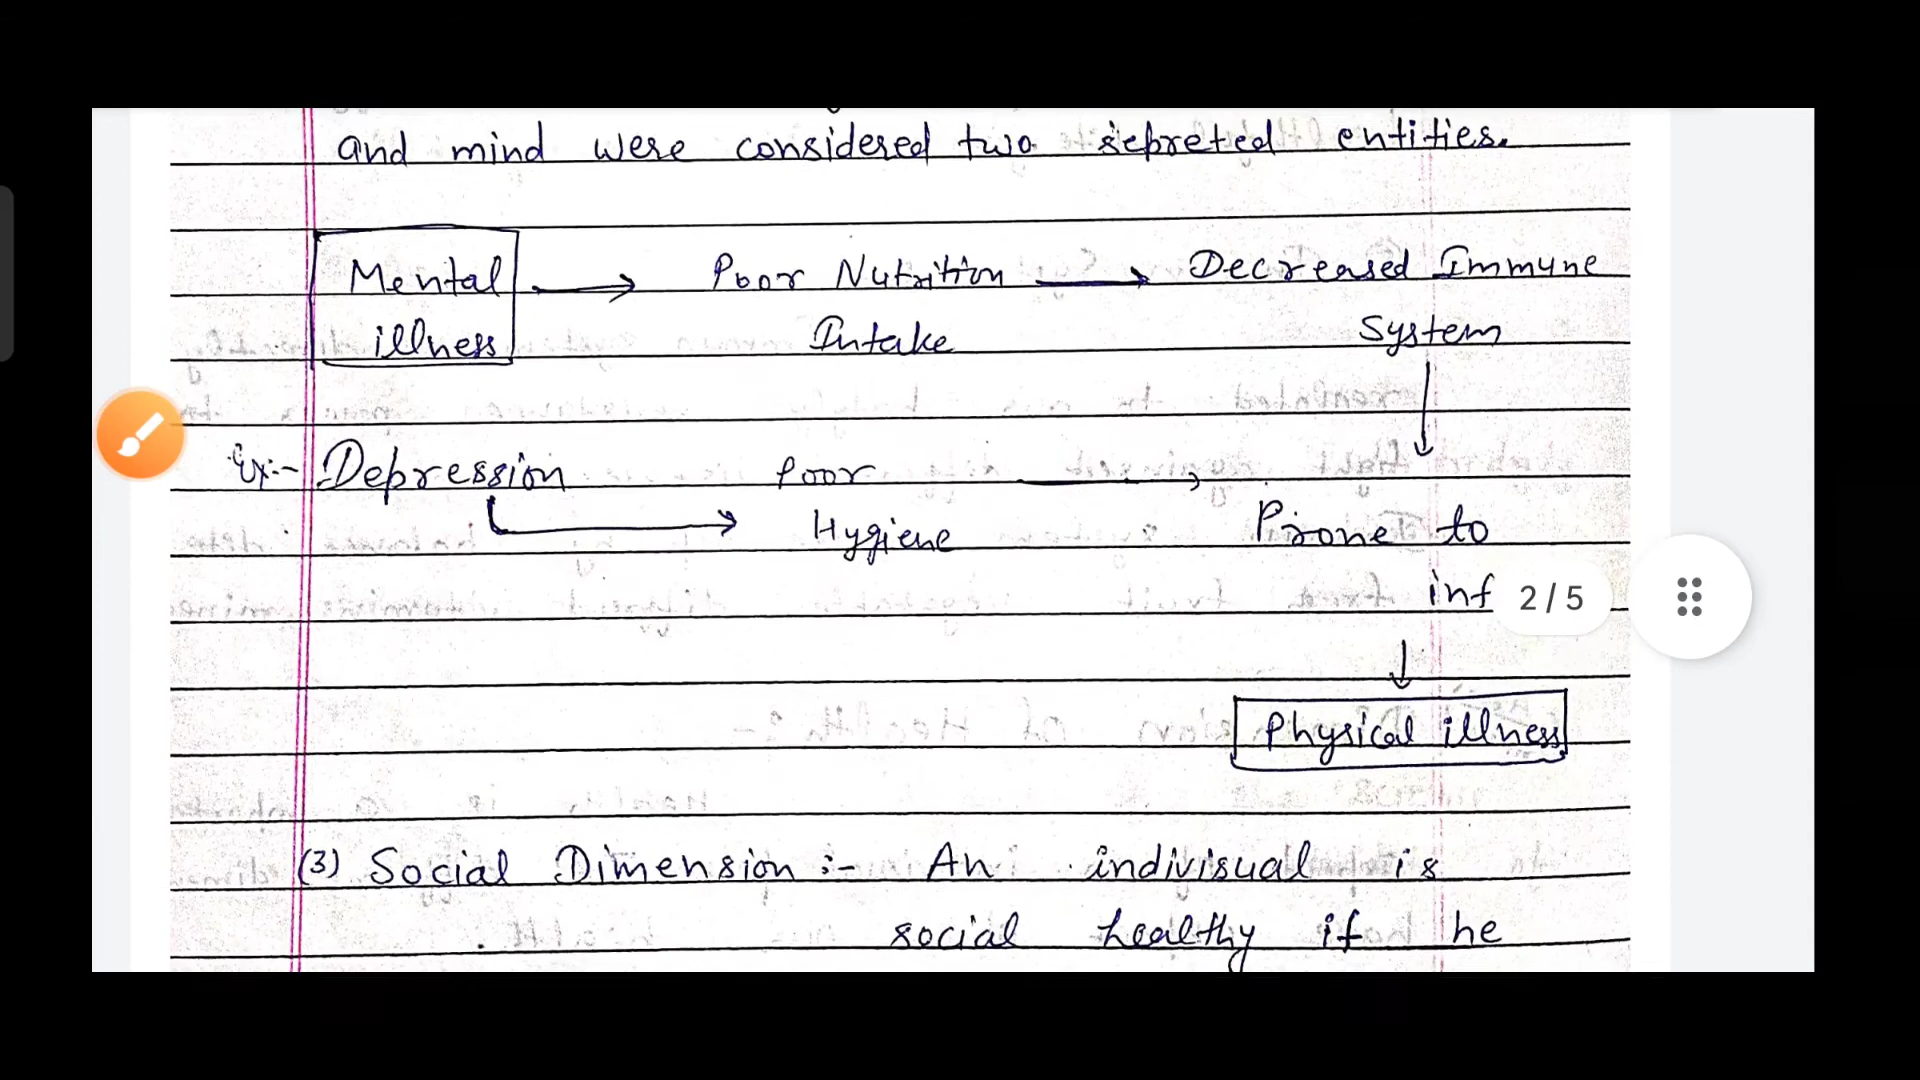 and mind were considered two sepreted entities.
Mental → Poor Nutrition → Decreased Immune
illness Intake System
Ex:- Depression Poor
Hygiene Prone to
inf 2 / 5
Physical illness
(3) Social Dimension :- An indivisual is
social healthy if he